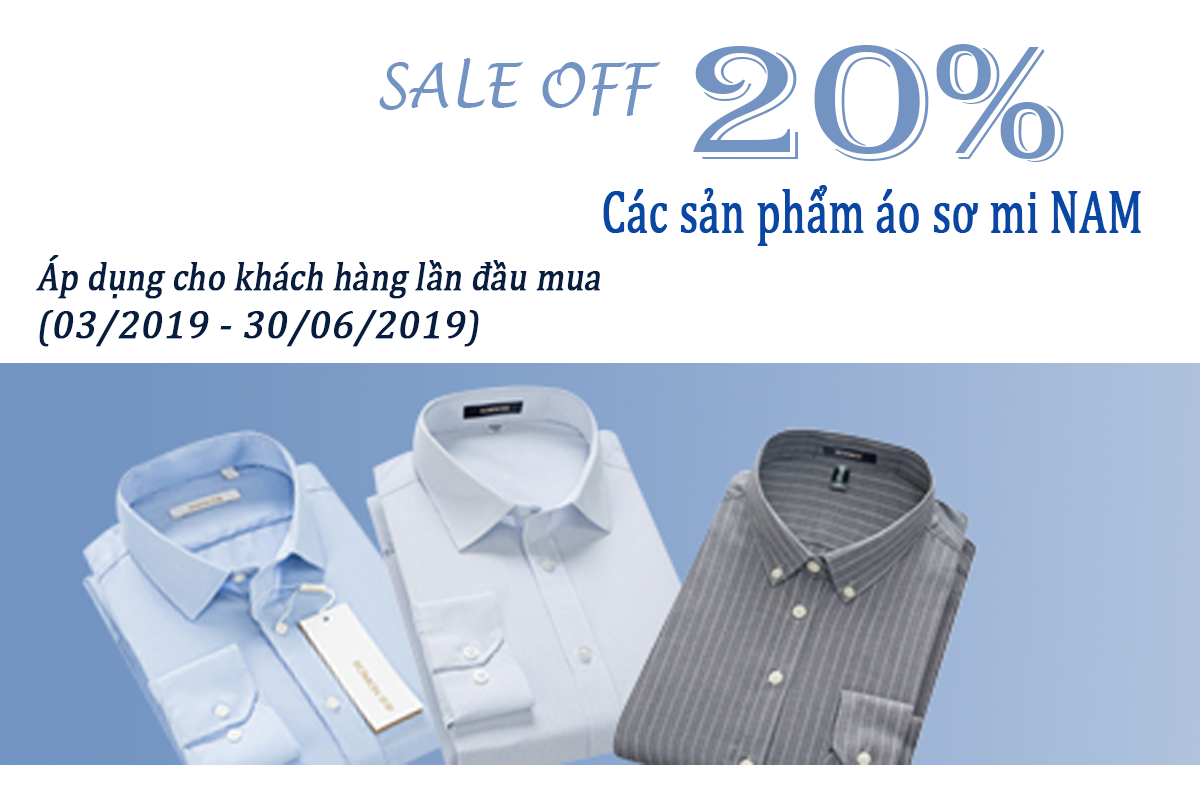 SALE OFF 20%
Các sản phẩm áo sơ mi NAM
Áp dụng cho khách hàng lần đầu mua
(03/2019 - 30/06/2019)